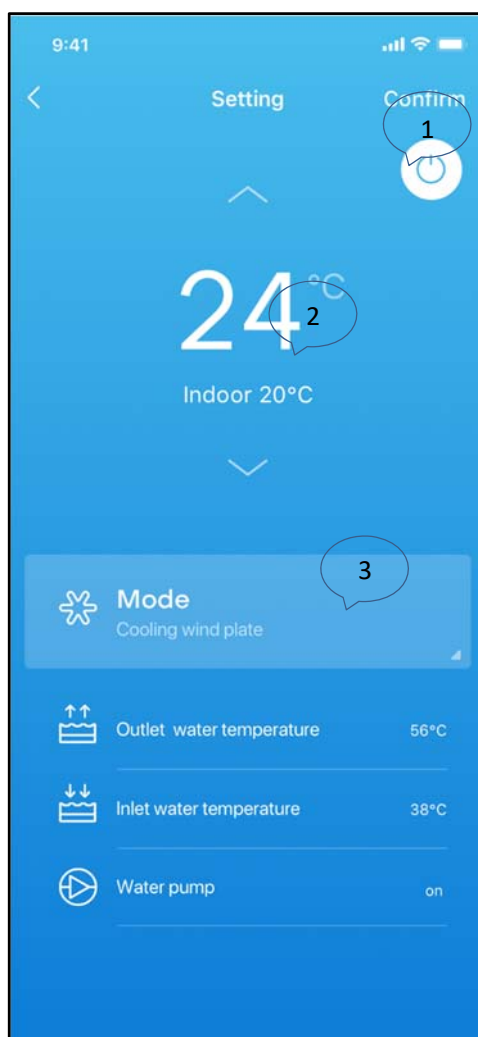 9:41
Setting
Confirm
1
24°C
2
Indoor 20°C
3
Mode
Cooling wind plate
Outlet water temperature 56°C
Inlet water temperature 38°C
Water pump on